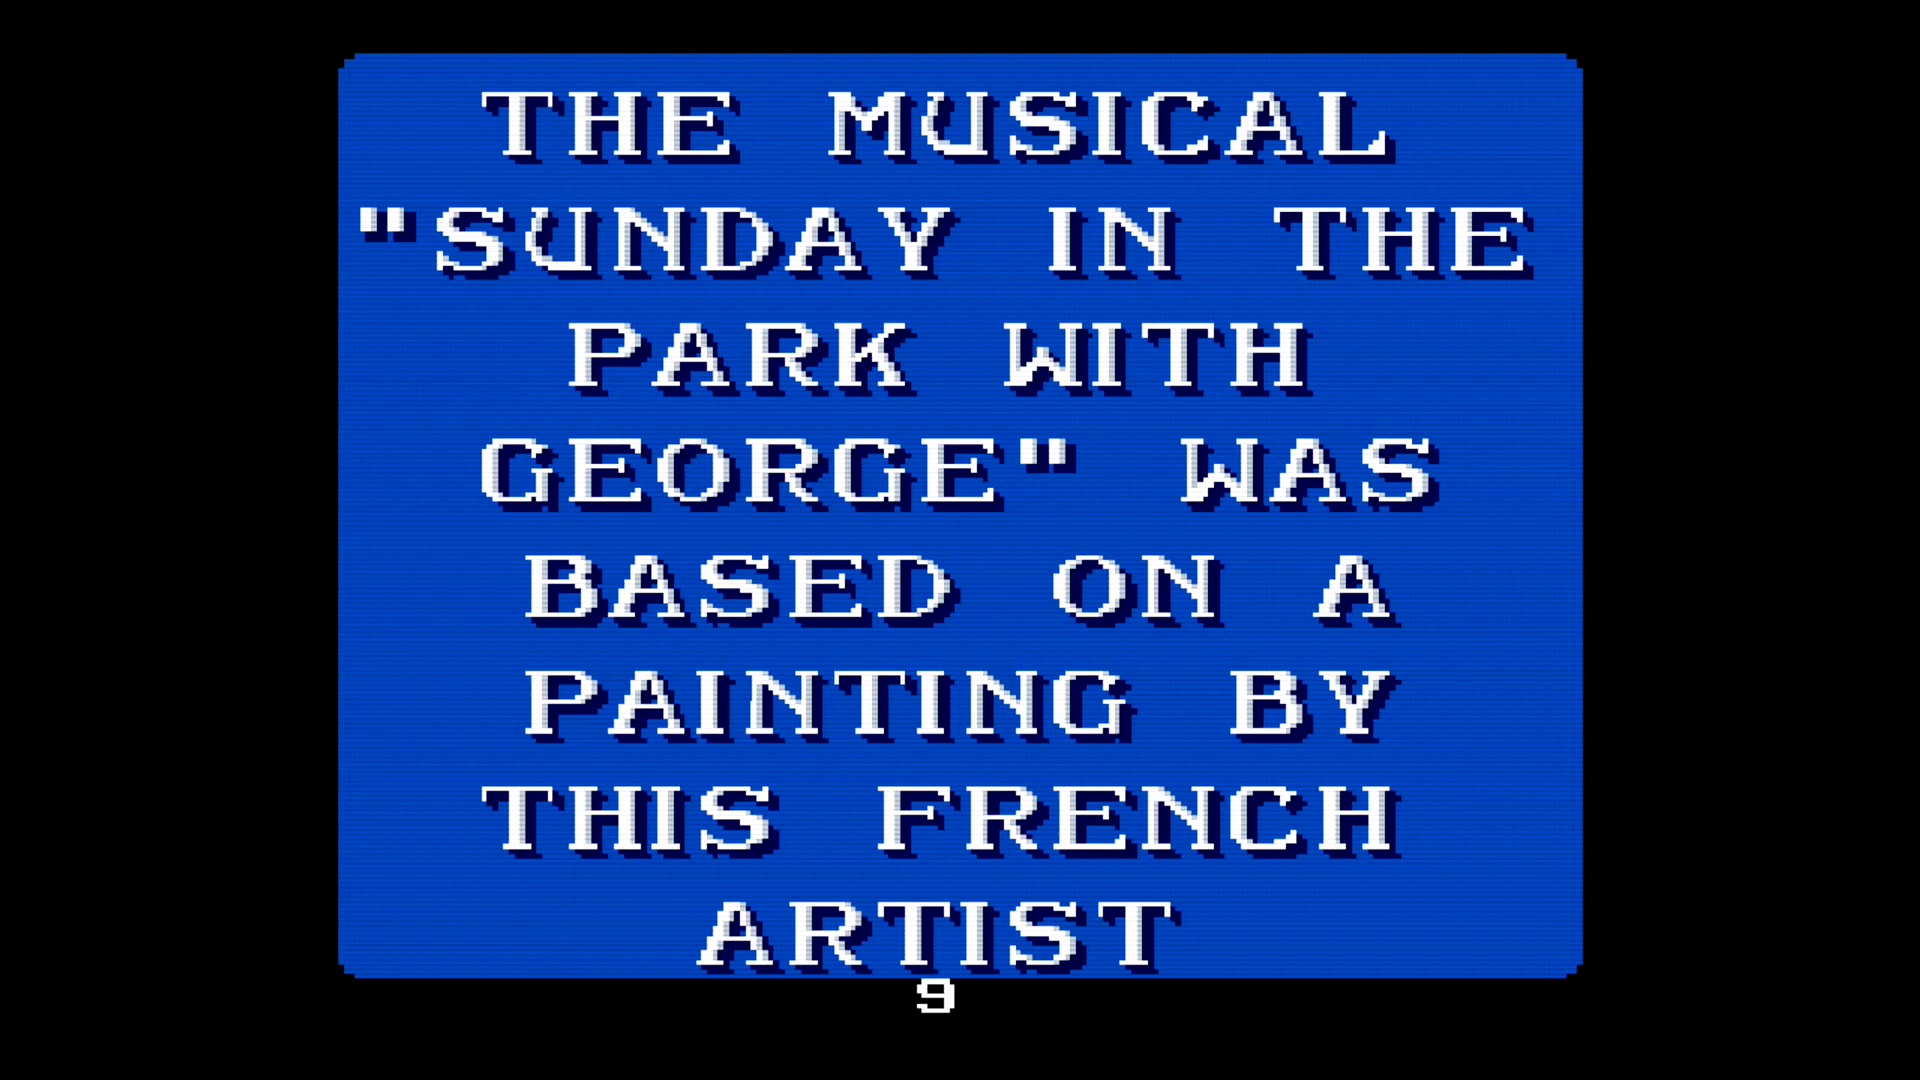 THE MUSICAL
"SUNDAY IN THE
PARK WITH
GEORGE" WAS
BASED ON A
PAINTING BY
THIS FRENCH
ARTIST
9